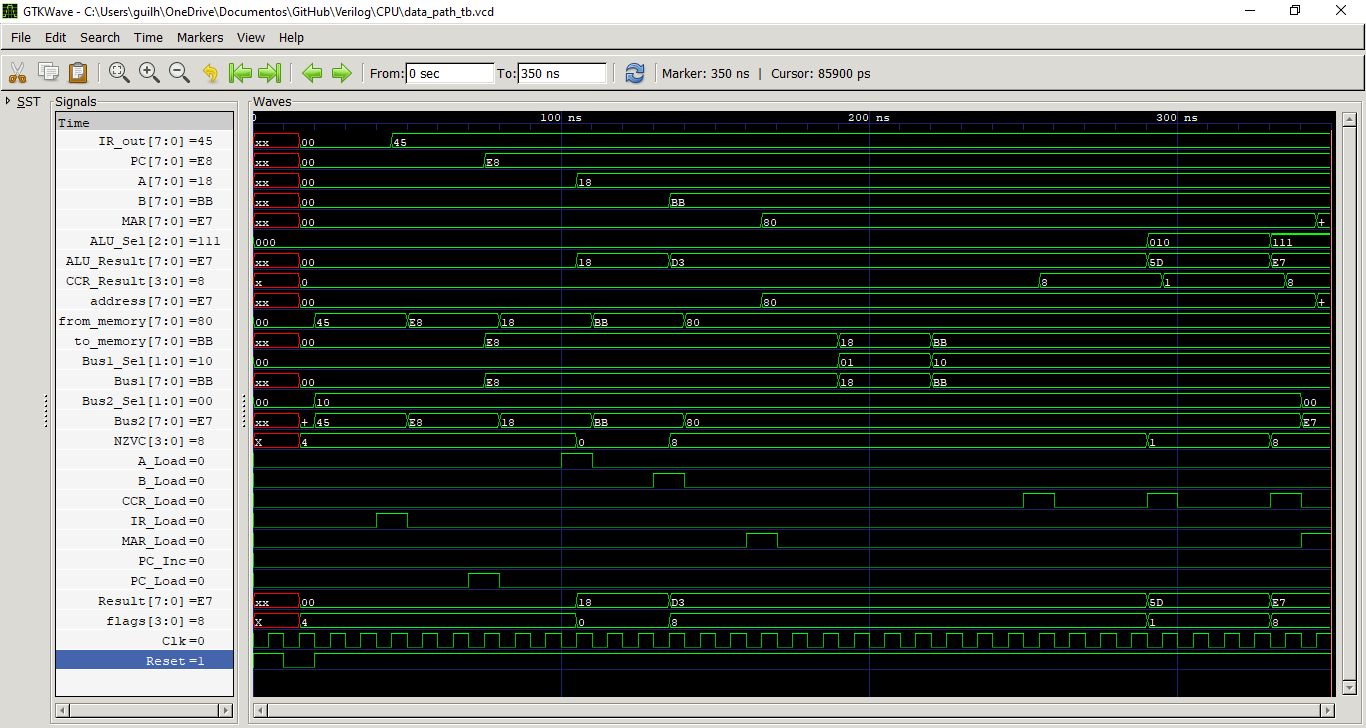 GTKWave - C:\Users\guilh\OneDrive\Documentos\GitHub\Verilog\CPU\data_path_tb.vcd
File Edit Search Time Markers View Help
From: 0 sec To: 350 ns Marker: 350 ns | Cursor: 85900 ps
SST Signals Waves
Time 0 100 ns 200 ns 300 ns
IR_out[7:0] =45 xx 00 45
PC[7:0] =E8 xx 00 E8
A[7:0] =18 xx 00 18
B[7:0] =BB xx 00 BB
MAR[7:0] =E7 xx 00 80 +
ALU_Sel[2:0] =111 000 010 111
ALU_Result[7:0] =E7 xx 00 18 D3 5D E7
CCR_Result[3:0] =8 x 0 8 1 8
address[7:0] =E7 xx 00 80 +
from_memory[7:0] =80 00 45 E8 18 BB 80
to_memory[7:0] =BB xx 00 E8 18 BB
Bus1_Sel[1:0] =10 00 01 10
Bus1[7:0] =BB xx 00 E8 18 BB
Bus2_Sel[1:0] =00 00 10 00
Bus2[7:0] =E7 xx + 45 E8 18 BB 80 E7
NZVC[3:0] =8 X 4 0 8 1 8
A_Load =0
B_Load =0
CCR_Load =0
IR_Load =0
MAR_Load =0
PC_Inc =0
PC_Load =0
Result[7:0] =E7 xx 00 18 D3 5D E7
flags[3:0] =8 X 4 0 8 1 8
Clk =0
Reset =1